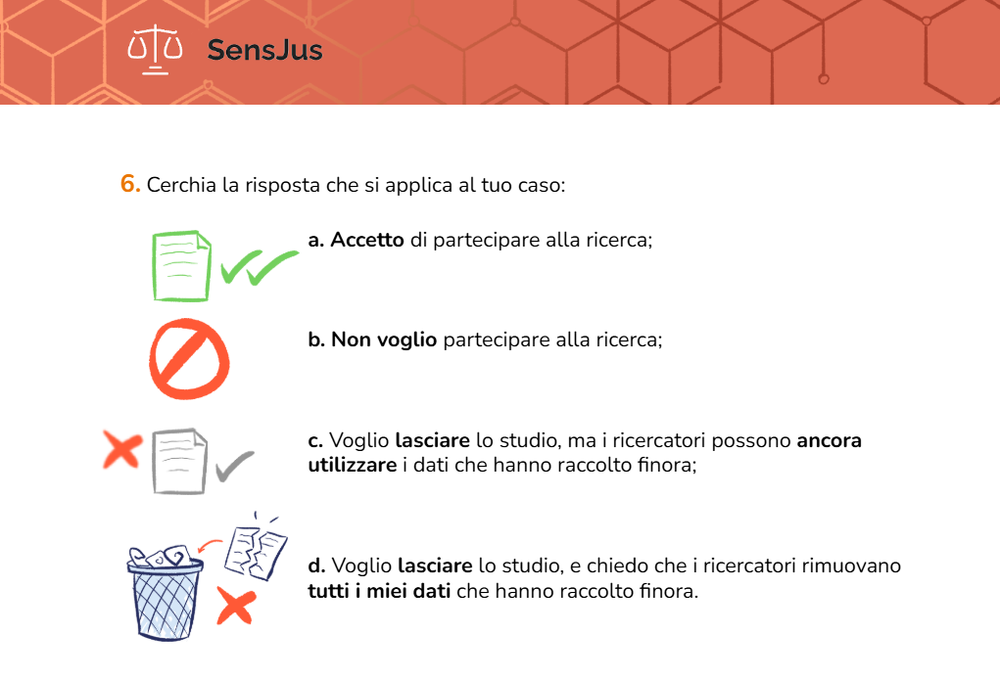 SensJus
6. Cerchia la risposta che si applica al tuo caso:
a. Accetto di partecipare alla ricerca;
b. Non voglio partecipare alla ricerca;
c. Voglio lasciare lo studio, ma i ricercatori possono ancora
utilizzare i dati che hanno raccolto finora;
d. Voglio lasciare lo studio, e chiedo che i ricercatori rimuovano
tutti i miei dati che hanno raccolto finora.